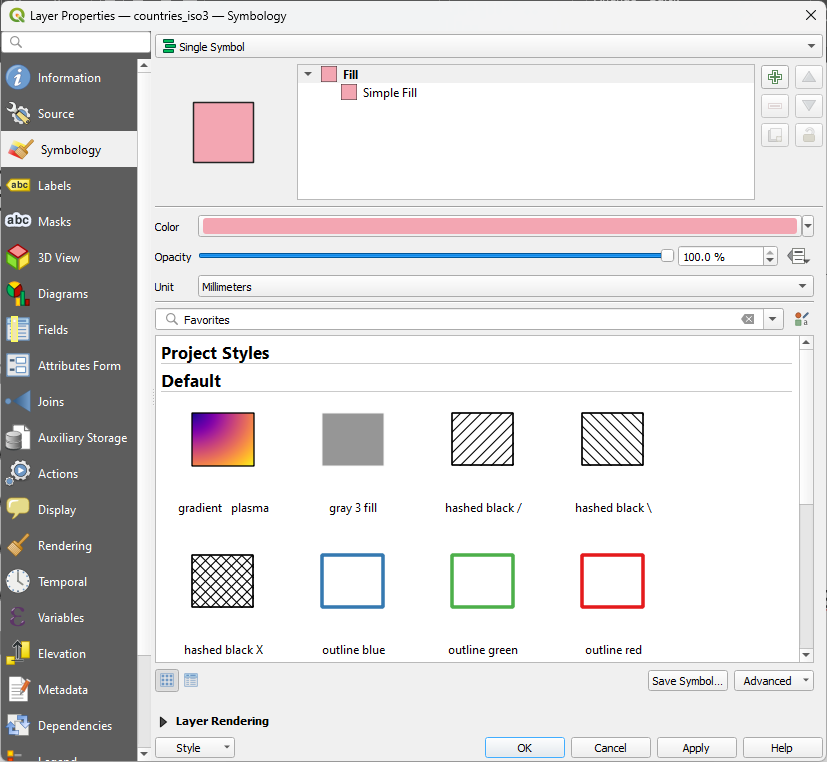 Layer Properties — countries_iso3 — Symbology
Single Symbol
Information
Source
Symbology
Labels
Masks
3D View
Diagrams
Fields
Attributes Form
Joins
Auxiliary Storage
Actions
Display
Rendering
Temporal
Variables
Elevation
Metadata
Dependencies
Legend
abc
abc
Fill
Simple Fill
Color
Opacity
100.0 %
Unit
Millimeters
Favorites
Project Styles
Default
gradient plasma
gray 3 fill
hashed black /
hashed black \
hashed black X
outline blue
outline green
outline red
Save Symbol...
Advanced
Layer Rendering
Style
OK
Cancel
Apply
Help